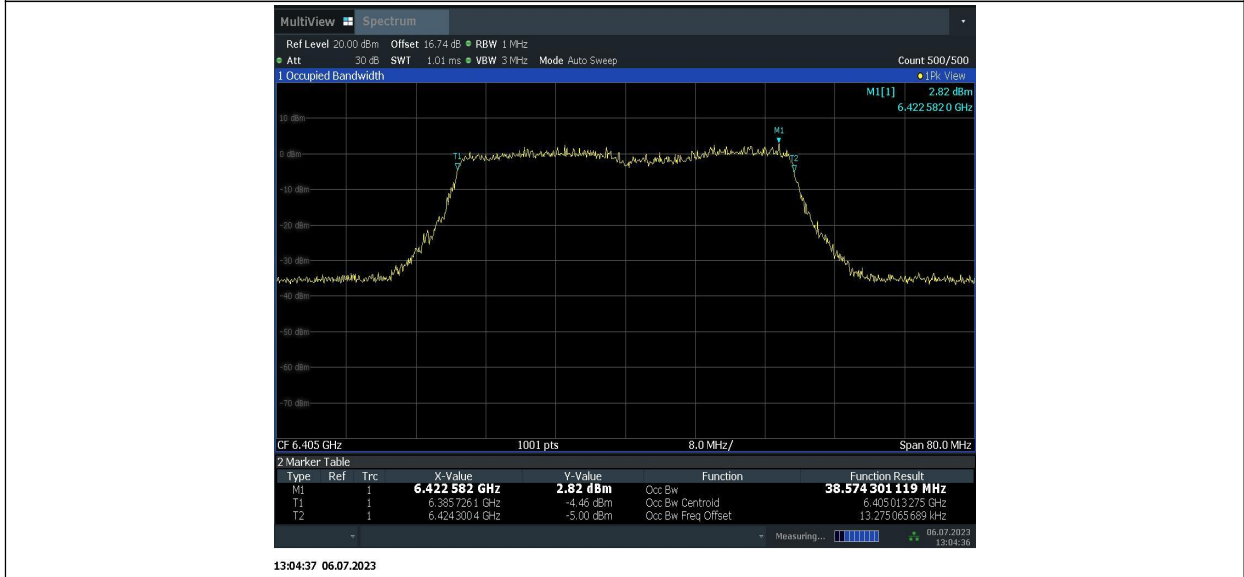 MultiView Spectrum
Ref Level 20.00 dBm Offset 16.74 dB RBW 1 MHz
Att 30 dB SWT 1.01 ms VBW 3 MHz Mode Auto Sweep Count 500/500
1 Occupied Bandwidth 1Pk View
M1[1] 2.82 dBm
6.422 582 0 GHz
10 dBm
M1
0 dBm
T1
T2
-10 dBm
-20 dBm
-30 dBm
-40 dBm
-50 dBm
-60 dBm
-70 dBm
CF 6.405 GHz 1001 pts 8.0 MHz/ Span 80.0 MHz
2 Marker Table
Type Ref Trc X-Value Y-Value Function Function Result
M1 1 6.422 582 GHz 2.82 dBm Occ Bw 38.574 301 119 MHz
T1 1 6.385 726 1 GHz -4.46 dBm Occ Bw Centroid 6.405 013 275 GHz
T2 1 6.424 300 4 GHz -5.00 dBm Occ Bw Freq Offset 13.275 065 689 kHz
Measuring... 06.07.2023
13:04:36
13:04:37 06.07.2023